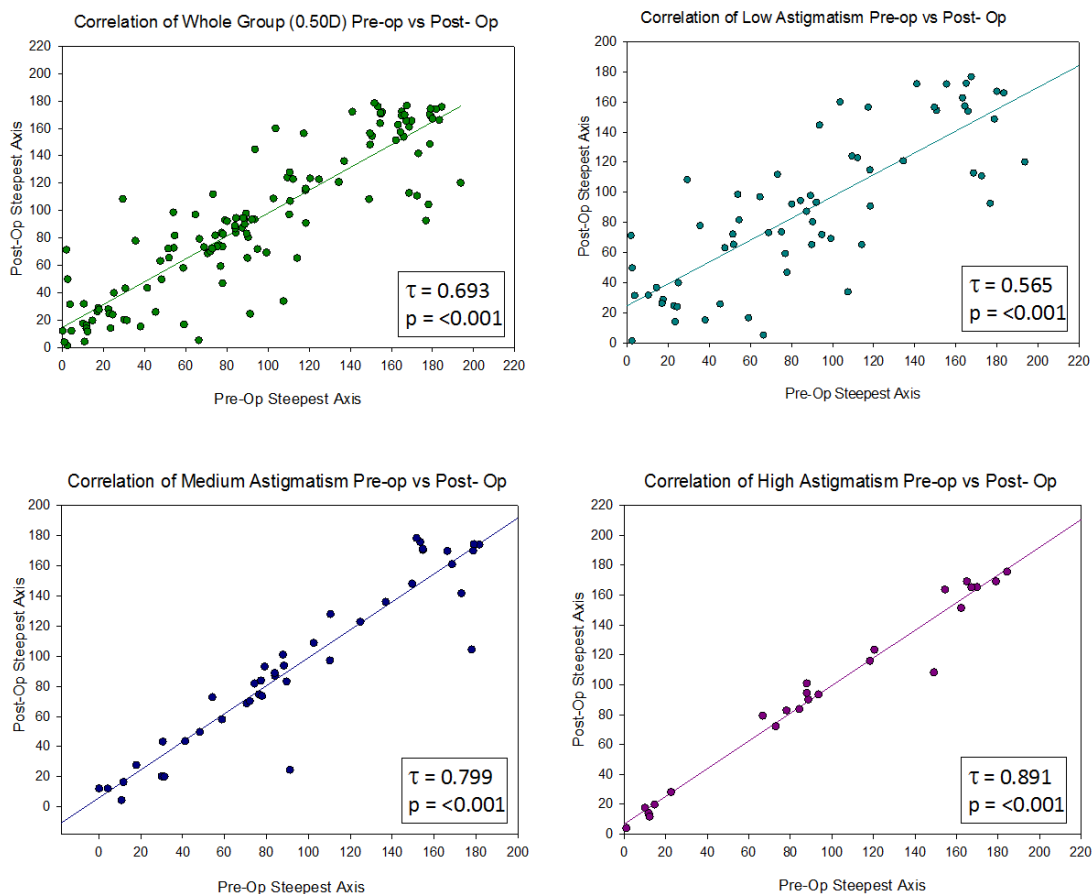 Correlation of Whole Group (0.50D) Pre-op vs Post- Op
220
200
180
160
140
120
100
80
60
40
20
0
Post-Op Steepest Axis
τ = 0.693
p = <0.001
0 20 40 60 80 100 120 140 160 180 200 220
Pre-Op Steepest Axis
Correlation of Low Astigmatism Pre-op vs Post- Op
200
180
160
140
120
100
80
60
40
20
0
Post-Op Steepest Axis
τ = 0.565
p = <0.001
0 20 40 60 80 100 120 140 160 180 200 220
Pre-Op Steepest Axis
Correlation of Medium Astigmatism Pre-op vs Post- Op
200
180
160
140
120
100
80
60
40
20
0
Post-Op Steepest Axis
τ = 0.799
p = <0.001
0 20 40 60 80 100 120 140 160 180 200
Pre-Op Steepest Axis
Correlation of High Astigmatism Pre-op vs Post- Op
220
200
180
160
140
120
100
80
60
40
20
0
Post-Op Steepest Axis
τ = 0.891
p = <0.001
0 20 40 60 80 100 120 140 160 180 200 220
Pre-Op Steepest Axis